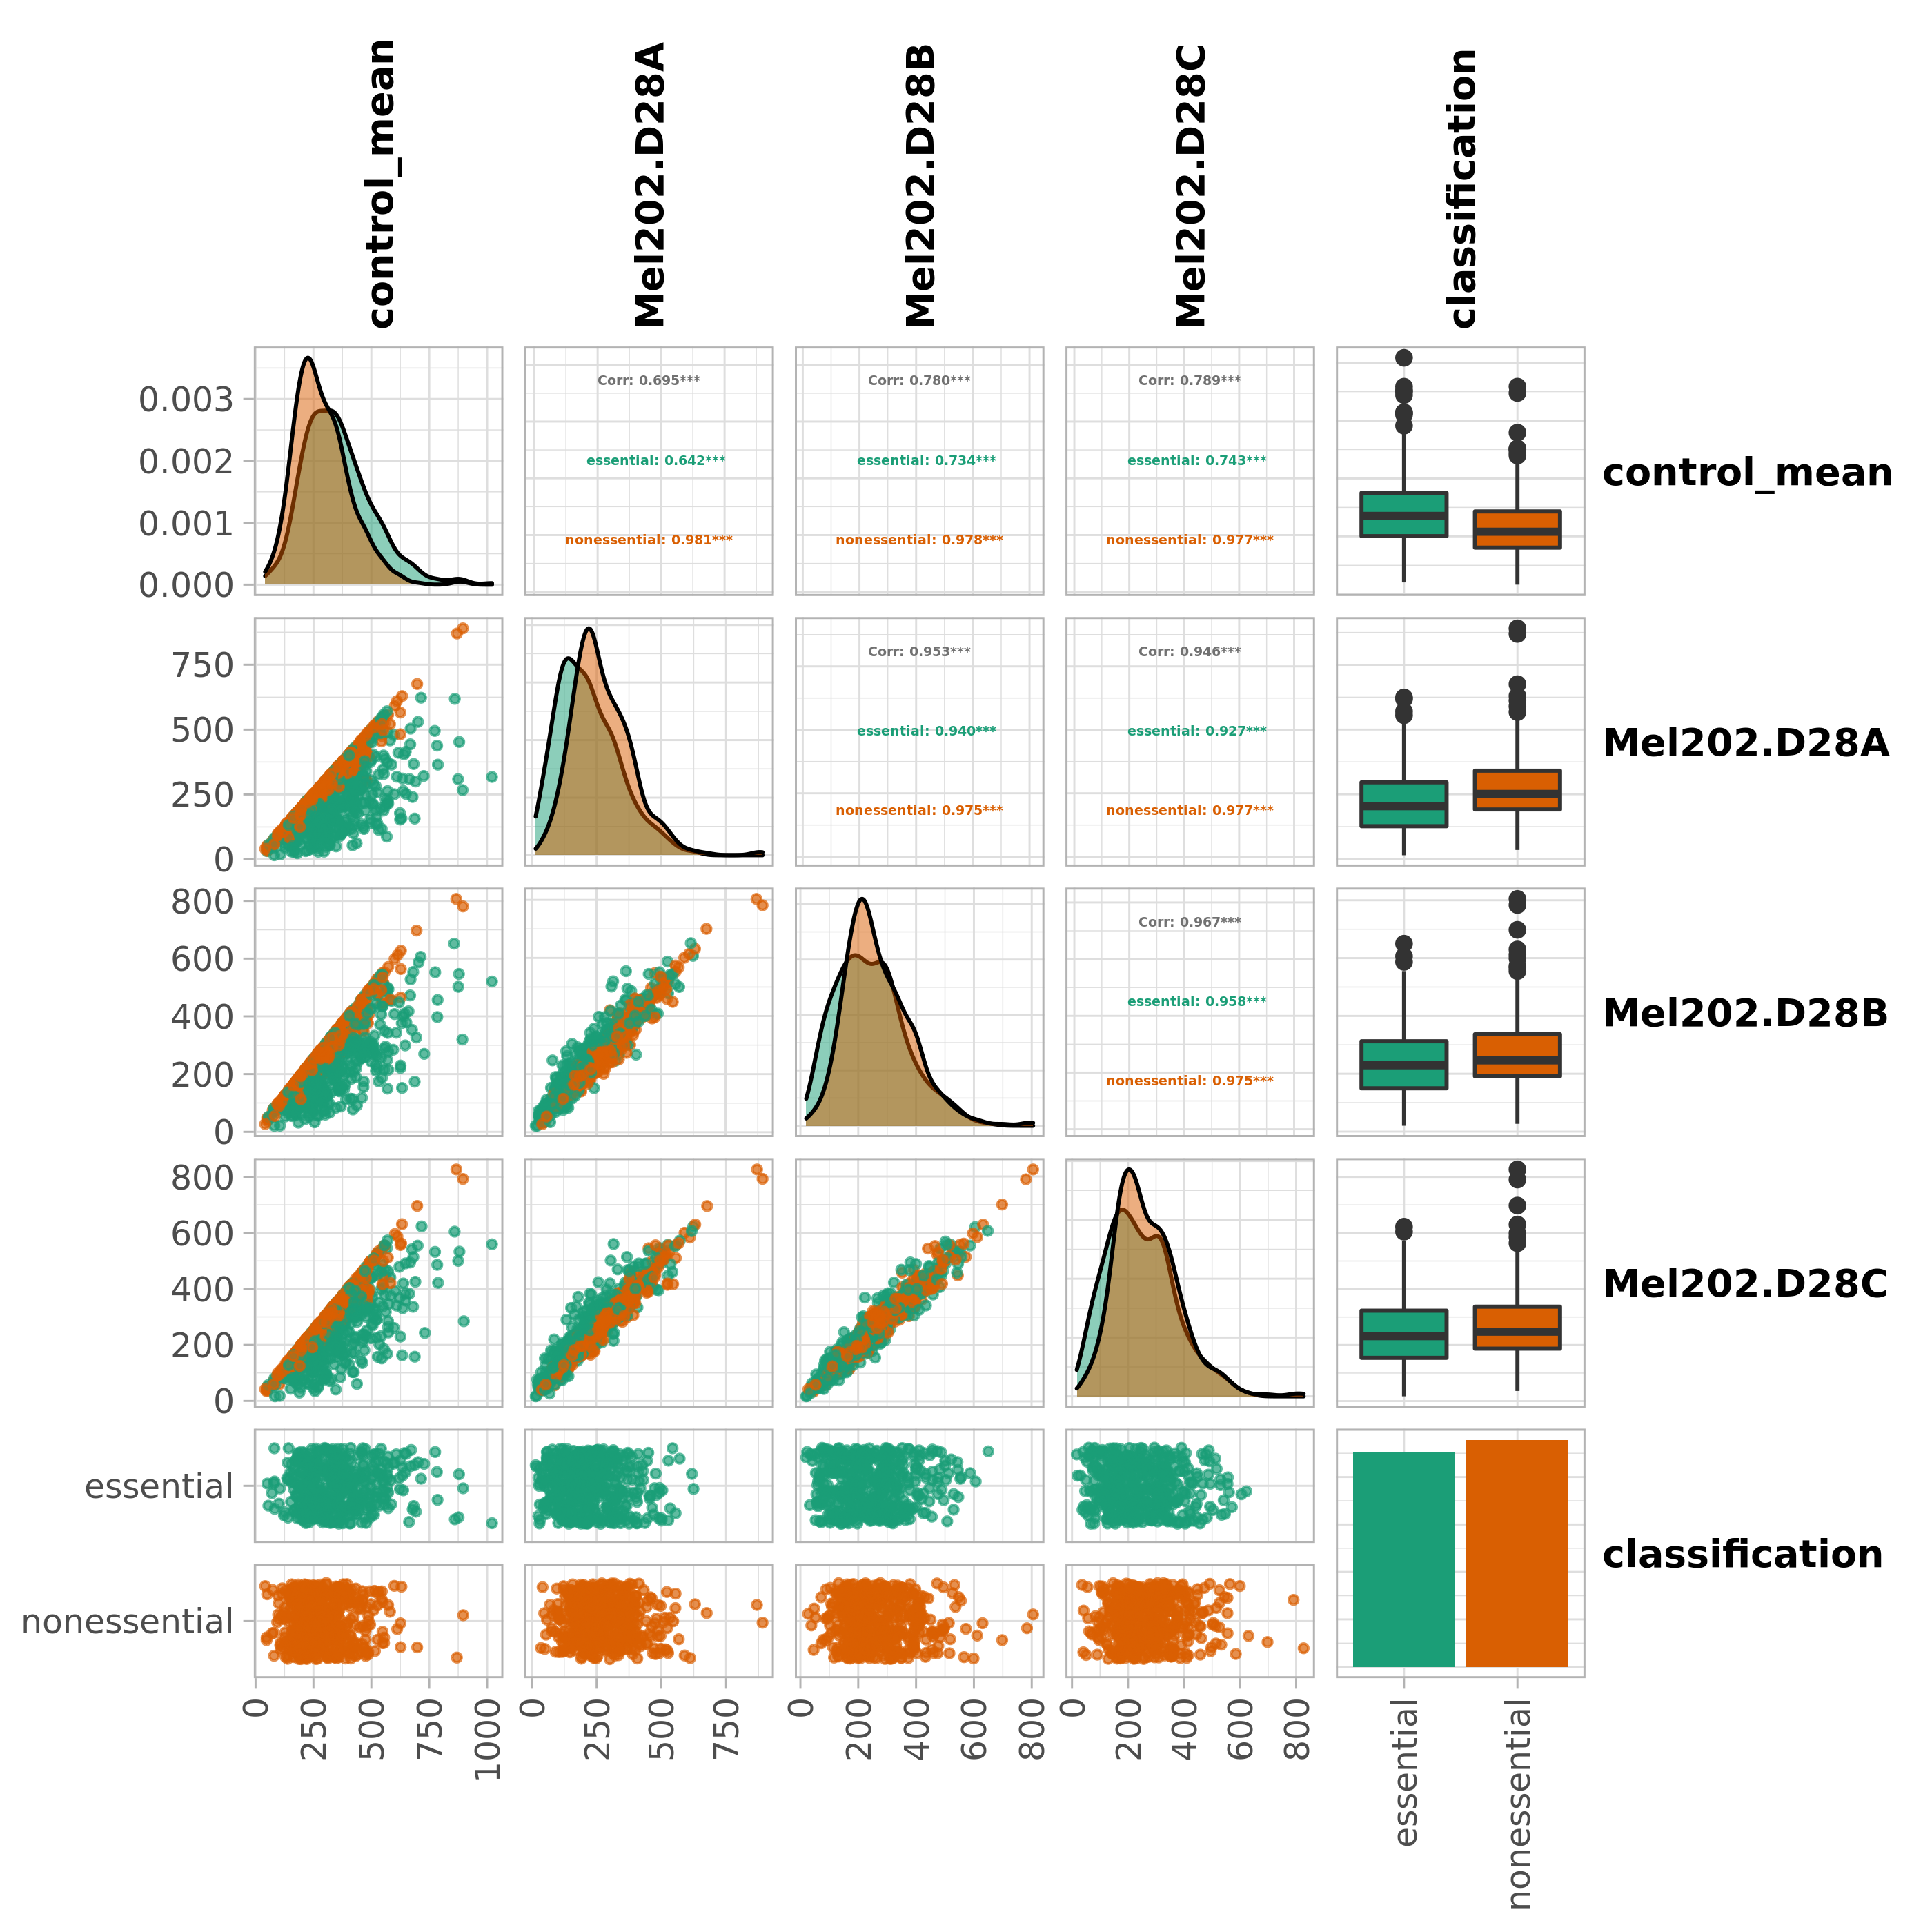 control_mean
Mel202.D28A
Mel202.D28B
Mel202.D28C
classification
0.003
0.002
0.001
0.000
Corr: 0.695***
essential: 0.642***
nonessential: 0.981***
Corr: 0.780***
essential: 0.734***
nonessential: 0.978***
Corr: 0.789***
essential: 0.743***
nonessential: 0.977***
control_mean
750
500
250
0
Corr: 0.953***
essential: 0.940***
nonessential: 0.975***
Corr: 0.946***
essential: 0.927***
nonessential: 0.977***
Mel202.D28A
800
600
400
200
0
Corr: 0.967***
essential: 0.958***
nonessential: 0.975***
Mel202.D28B
800
600
400
200
0
Mel202.D28C
essential
nonessential
classification
0
250
500
750
1000
0
250
500
750
0
200
400
600
800
0
200
400
600
800
essential
nonessential